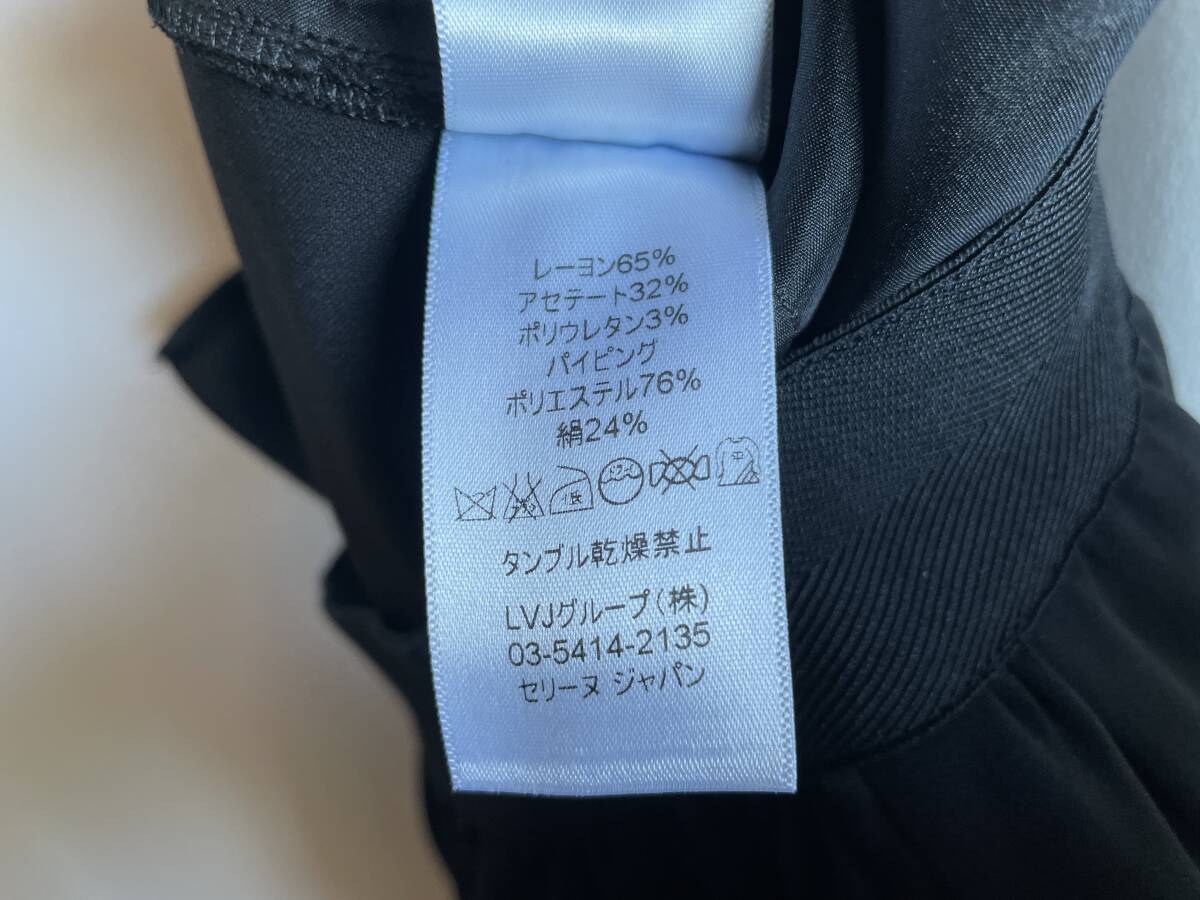 レーヨン65%
アセテート32%
ポリウレタン3%
パイピング
ポリエステル76%
絹24%
低
タンブル乾燥禁止
LVJグループ(株)
03-5414-2135
セリーヌ ジャパン